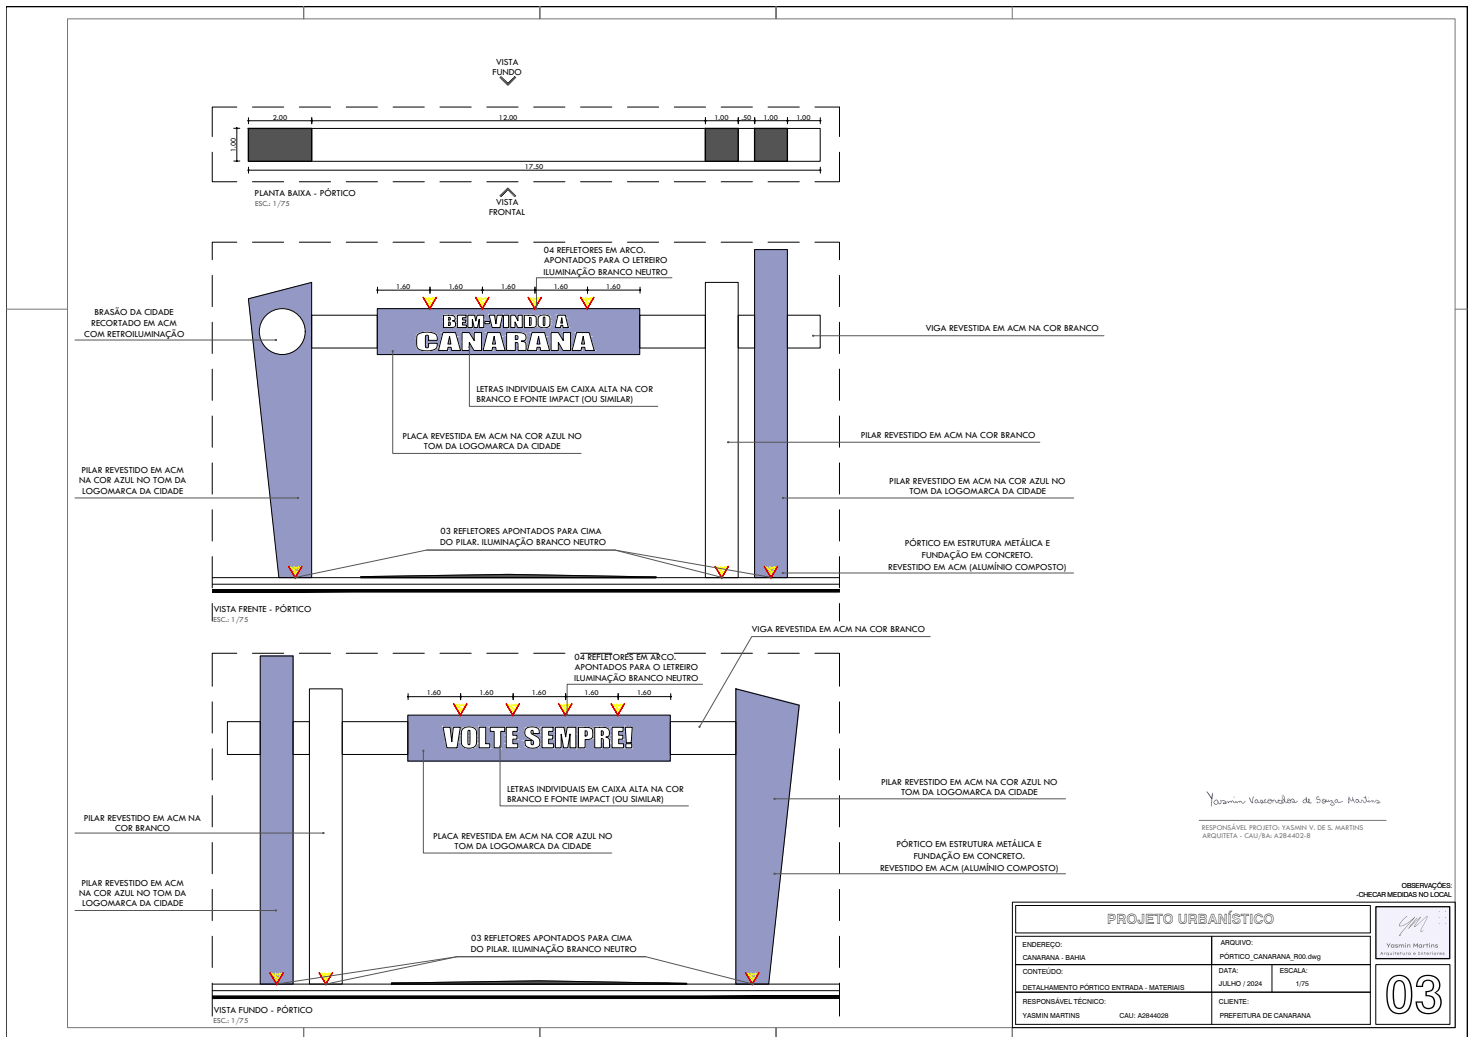 VISTA
FUNDO
2.00
12.00
1.00
.50
1.00
1.00
1.00
17.50
PLANTA BAIXA - PÓRTICO
ESC.: 1/75
VISTA
FRONTAL
04 REFLETORES EM ARCO.
APONTADOS PARA O LETREIRO
ILUMINAÇÃO BRANCO NEUTRO
1.60
1.60
1.60
1.60
1.60
BRASÃO DA CIDADE
RECORTADO EM ACM
COM RETROILUMINAÇÃO
BEM-VINDO A
CANARANA
VIGA REVESTIDA EM ACM NA COR BRANCO
LETRAS INDIVIDUAIS EM CAIXA ALTA NA COR
BRANCO E FONTE IMPACT (OU SIMILAR)
PLACA REVESTIDA EM ACM NA COR AZUL NO
TOM DA LOGOMARCA DA CIDADE
PILAR REVESTIDO EM ACM NA COR BRANCO
PILAR REVESTIDO EM ACM
NA COR AZUL NO TOM DA
LOGOMARCA DA CIDADE
PILAR REVESTIDO EM ACM NA COR AZUL NO
TOM DA LOGOMARCA DA CIDADE
03 REFLETORES APONTADOS PARA CIMA
DO PILAR. ILUMINAÇÃO BRANCO NEUTRO
PÓRTICO EM ESTRUTURA METÁLICA E
FUNDAÇÃO EM CONCRETO.
REVESTIDO EM ACM (ALUMÍNIO COMPOSTO)
VISTA FRENTE - PÓRTICO
ESC.: 1/75
VIGA REVESTIDA EM ACM NA COR BRANCO
04 REFLETORES EM ARCO.
APONTADOS PARA O LETREIRO
ILUMINAÇÃO BRANCO NEUTRO
1.60
1.60
1.60
1.60
1.60
VOLTE SEMPRE!
LETRAS INDIVIDUAIS EM CAIXA ALTA NA COR
BRANCO E FONTE IMPACT (OU SIMILAR)
PLACA REVESTIDA EM ACM NA COR AZUL NO
TOM DA LOGOMARCA DA CIDADE
PILAR REVESTIDO EM ACM NA
COR BRANCO
PILAR REVESTIDO EM ACM
NA COR AZUL NO TOM DA
LOGOMARCA DA CIDADE
PILAR REVESTIDO EM ACM NA COR AZUL NO
TOM DA LOGOMARCA DA CIDADE
PÓRTICO EM ESTRUTURA METÁLICA E
FUNDAÇÃO EM CONCRETO.
REVESTIDO EM ACM (ALUMÍNIO COMPOSTO)
03 REFLETORES APONTADOS PARA CIMA
DO PILAR. ILUMINAÇÃO BRANCO NEUTRO
VISTA FUNDO - PÓRTICO
ESC.: 1/75
Yasmin Vasconcelos de Souza Martins
RESPONSÁVEL PROJETO: YASMIN V. DE S. MARTINS
ARQUITETA - CAU/BA: A284402-8
OBSERVAÇÕES:
-CHECAR MEDIDAS NO LOCAL
PROJETO URBANÍSTICO
ENDEREÇO:
CANARANA - BAHIA
ARQUIVO:
PÓRTICO_CANARANA_R00.dwg
CONTEÚDO:
DETALHAMENTO PÓRTICO ENTRADA - MATERIAIS
DATA:
JULHO / 2024
ESCALA:
1/75
RESPONSÁVEL TÉCNICO:
YASMIN MARTINS CAU: A2844028
CLIENTE:
PREFEITURA DE CANARANA
YM
Yasmin Martins
Arquitetura e Interiores
03